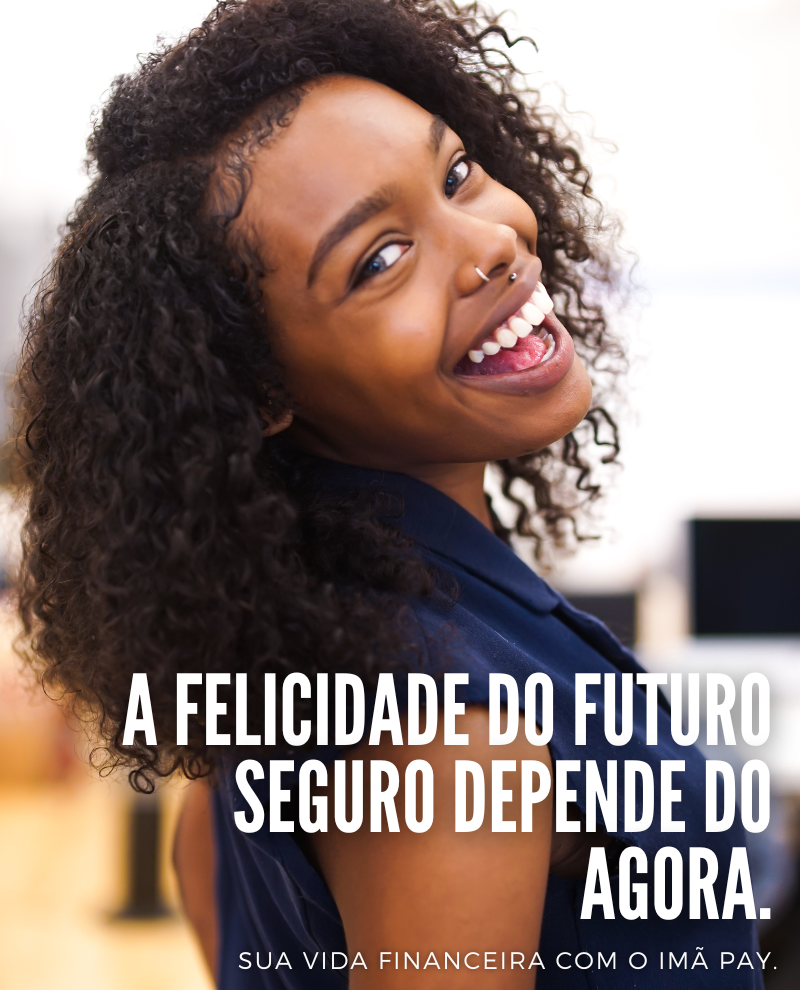 A FELICIDADE DO FUTURO
SEGURO DEPENDE DO
AGORA.
SUA VIDA FINANCEIRA COM O IMÃ PAY.